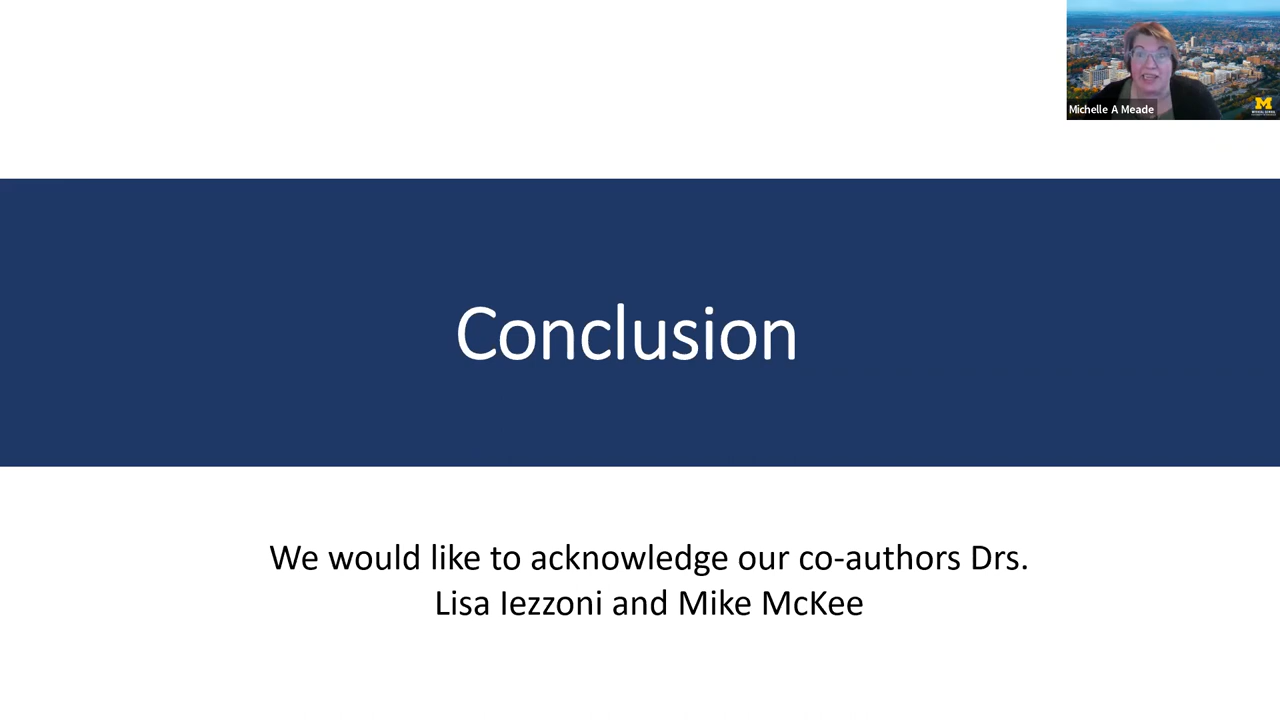 Michelle A Meade
M
Conclusion
We would like to acknowledge our co-authors Drs.
Lisa Iezzoni and Mike McKee